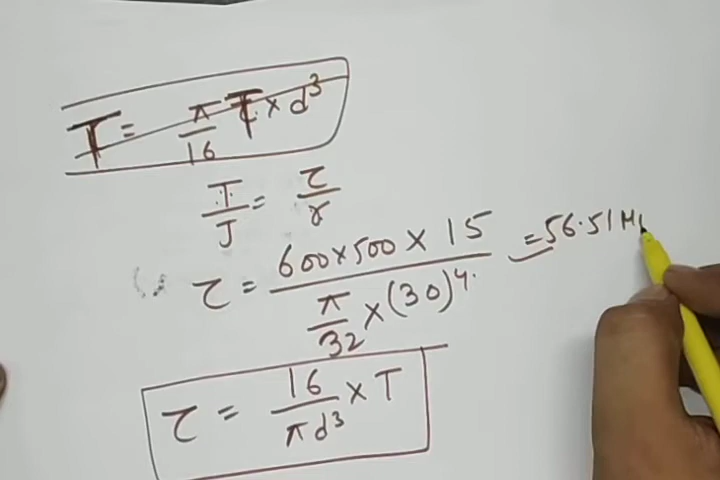 T = π/16 τ × d³
T/J = τ/r
τ = 600×500 × 15 / π/32 ×(30)⁴. = 56.51 M
τ = 16/πd³ × T